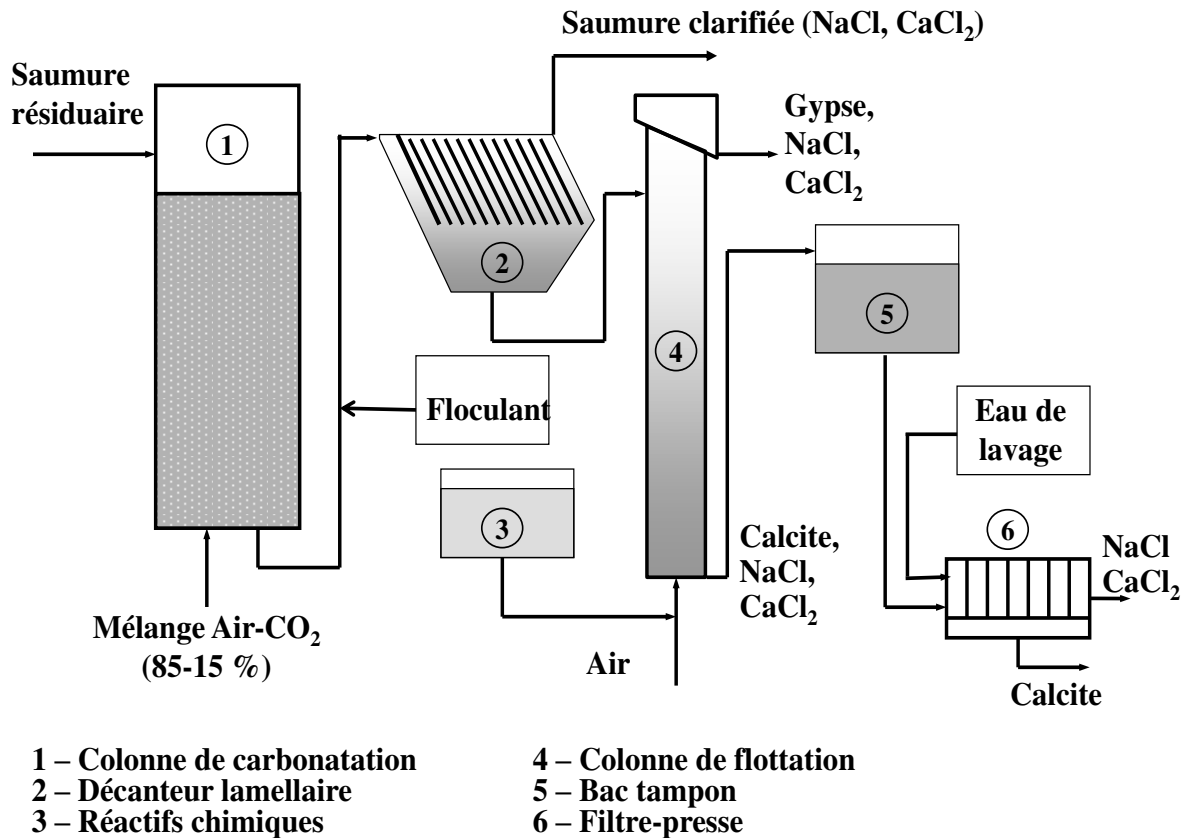 Saumure clarifiée (NaCl, CaCl₂)
Saumure
résiduaire
1
2
Gypse,
NaCl,
CaCl₂
4
5
Floculant
Eau de
lavage
3
Calcite,
NaCl,
CaCl₂
6
NaCl
CaCl₂
Mélange Air-CO₂
(85-15 %)
Air
Calcite
1 – Colonne de carbonatation
2 – Décanteur lamellaire
3 – Réactifs chimiques
4 – Colonne de flottation
5 – Bac tampon
6 – Filtre-presse